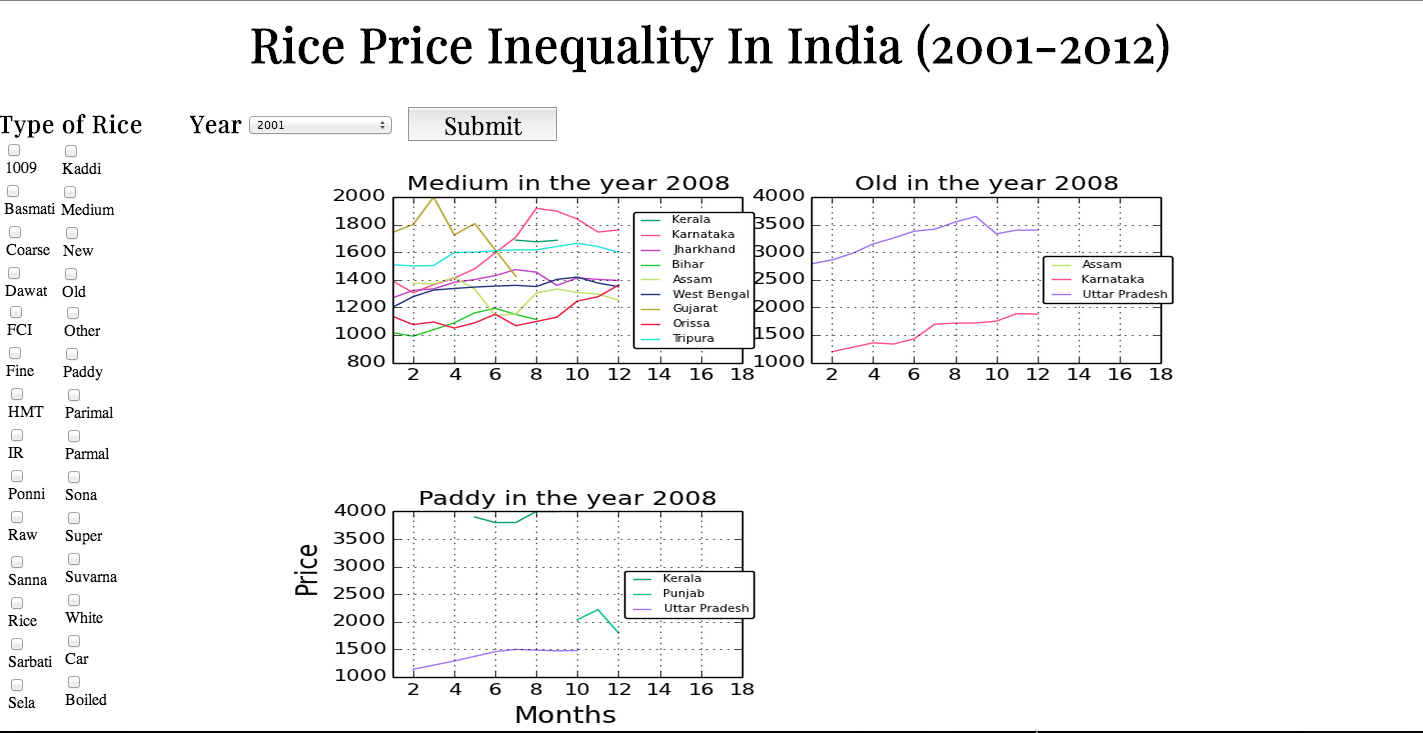 Rice Price Inequality In India (2001-2012)
Type of Rice
Year 2001 Submit
1009 Kaddi
Basmati Medium
Coarse New
Dawat Old
FCI Other
Fine Paddy
HMT Parimal
IR Parmal
Ponni Sona
Raw Super
Sanna Suvarna
Rice White
Sarbati Car
Sela Boiled
Medium in the year 2008
2000
1800
1600
1400
1200
1000
800
2 4 6 8 10 12 14 16 18
Kerala
Karnataka
Jharkhand
Bihar
Assam
West Bengal
Gujarat
Orissa
Tripura
Old in the year 2008
4000
3500
3000
2500
2000
1500
1000
2 4 6 8 10 12 14 16 18
Assam
Karnataka
Uttar Pradesh
Paddy in the year 2008
4000
3500
3000
2500
2000
1500
1000
2 4 6 8 10 12 14 16 18
Kerala
Punjab
Uttar Pradesh
Price
Months